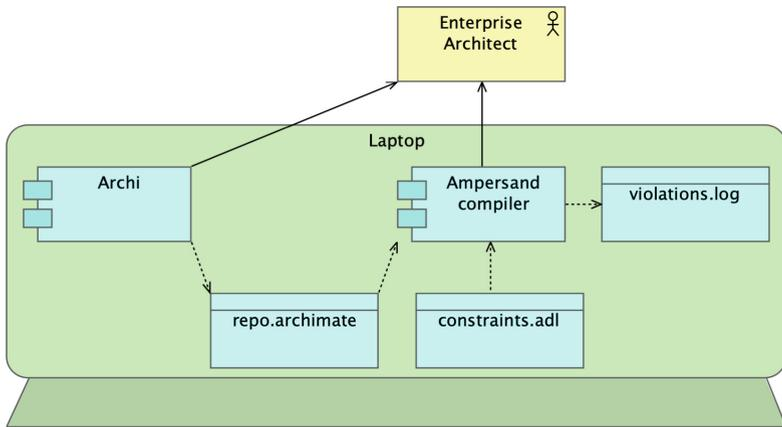 Enterprise
Architect
Laptop
Archi
Ampersand
compiler
violations.log
repo.archimate
constraints.adl